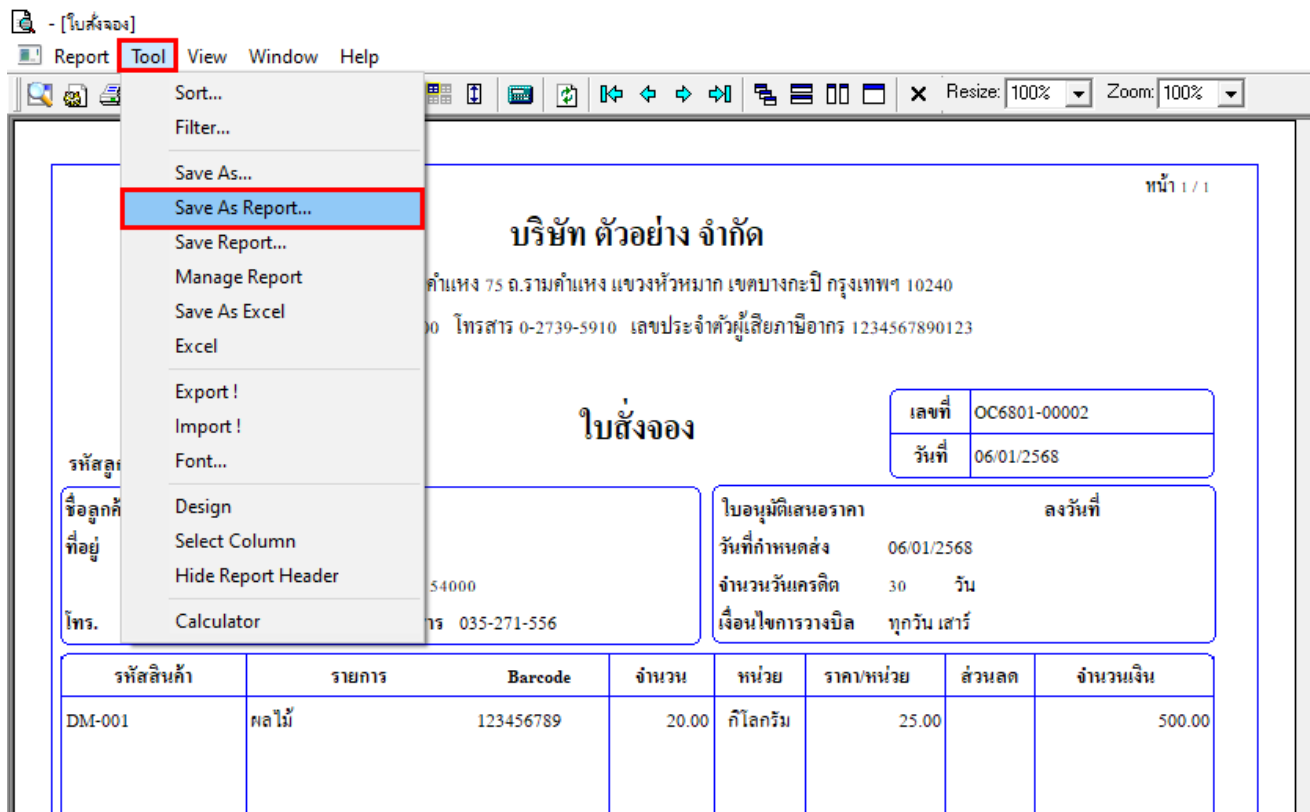 - [ใบสั่งจอง]
Report Tool View Window Help
Resize: 100% Zoom: 100%
Sort...
Filter...
Save As...
Save As Report...
Save Report...
Manage Report
Save As Excel
Excel
Export !
Import !
Font...
Design
Select Column
Hide Report Header
Calculator
หน้า 1 / 1
บริษัท ตัวอย่าง จำกัด
คำแหง 75 ถ.รามคำแหง แขวงหัวหมาก เขตบางกะปิ กรุงเทพฯ 10240
00 โทรสาร 0-2739-5910 เลขประจำตัวผู้เสียภาษีอากร 1234567890123
ใบสั่งจอง
เลขที่ OC6801-00002
วันที่ 06/01/2568
รหัสลูก
ชื่อลูกค้
ที่อยู่
54000
โทร. 035-271-556
ใบอนุมัติเสนอราคา ลงวันที่
วันที่กำหนดส่ง 06/01/2568
จำนวนวันเครดิต 30 วัน
เงื่อนไขการวางบิล ทุกวัน เสาร์
รหัสสินค้า รายการ Barcode จำนวน หน่วย ราคา/หน่วย ส่วนลด จำนวนเงิน
DM-001 ผลไม้ 123456789 20.00 กิโลกรัม 25.00 500.00